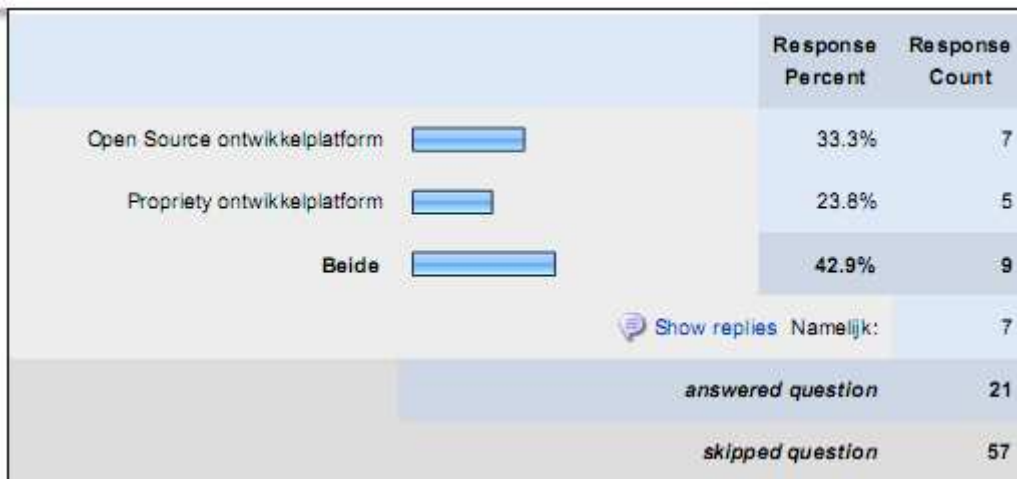 Response Percent Response Count
Open Source ontwikkelplatform 33.3% 7
Propriety ontwikkelplatform 23.8% 5
Beide 42.9% 9
Show replies Namelijk: 7
answered question 21
skipped question 57